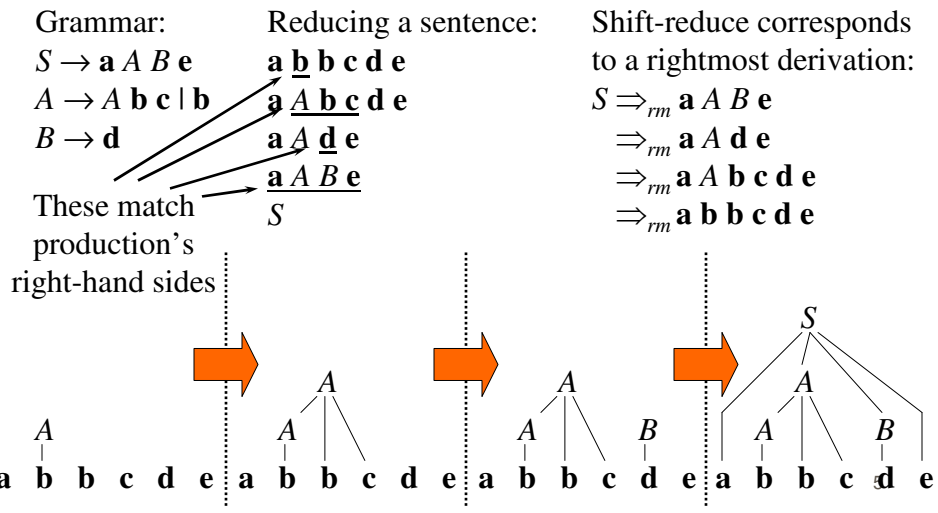 Grammar:
S → a A B e
A → A b c | b
B → d
These match
production's
right-hand sides
Reducing a sentence:
a b b c d e
a A b c d e
a A d e
a A B e
S
Shift-reduce corresponds
to a rightmost derivation:
S ⇒rm a A B e
⇒rm a A d e
⇒rm a A b c d e
⇒rm a b b c d e
A
a b b c d e
A
A
a b b c d e
A
A B
a b b c d e
S
A
A B
a b b c d e
5